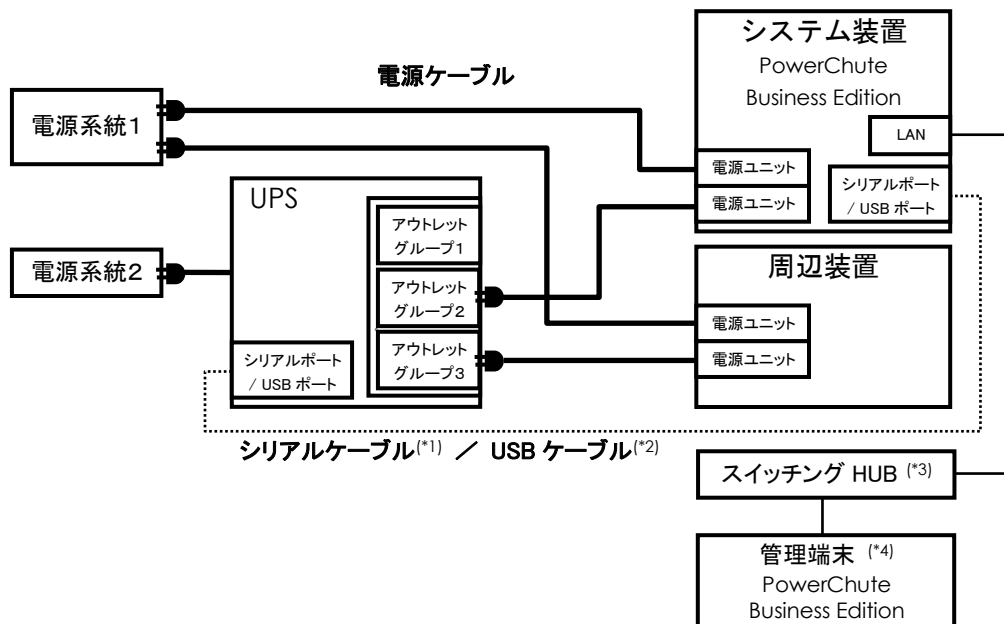 システム装置
PowerChute
Business Edition
電源ケーブル
電源系統1
LAN
電源ユニット
電源ユニット
シリアルポート
/ USB ポート
UPS
アウトレット
グループ1
電源系統2
アウトレット
グループ2
アウトレット
グループ3
周辺装置
電源ユニット
電源ユニット
シリアルポート
/ USB ポート
シリアルケーブル(*1) / USB ケーブル(*2)
スイッチング HUB (*3)
管理端末 (*4)
PowerChute
Business Edition